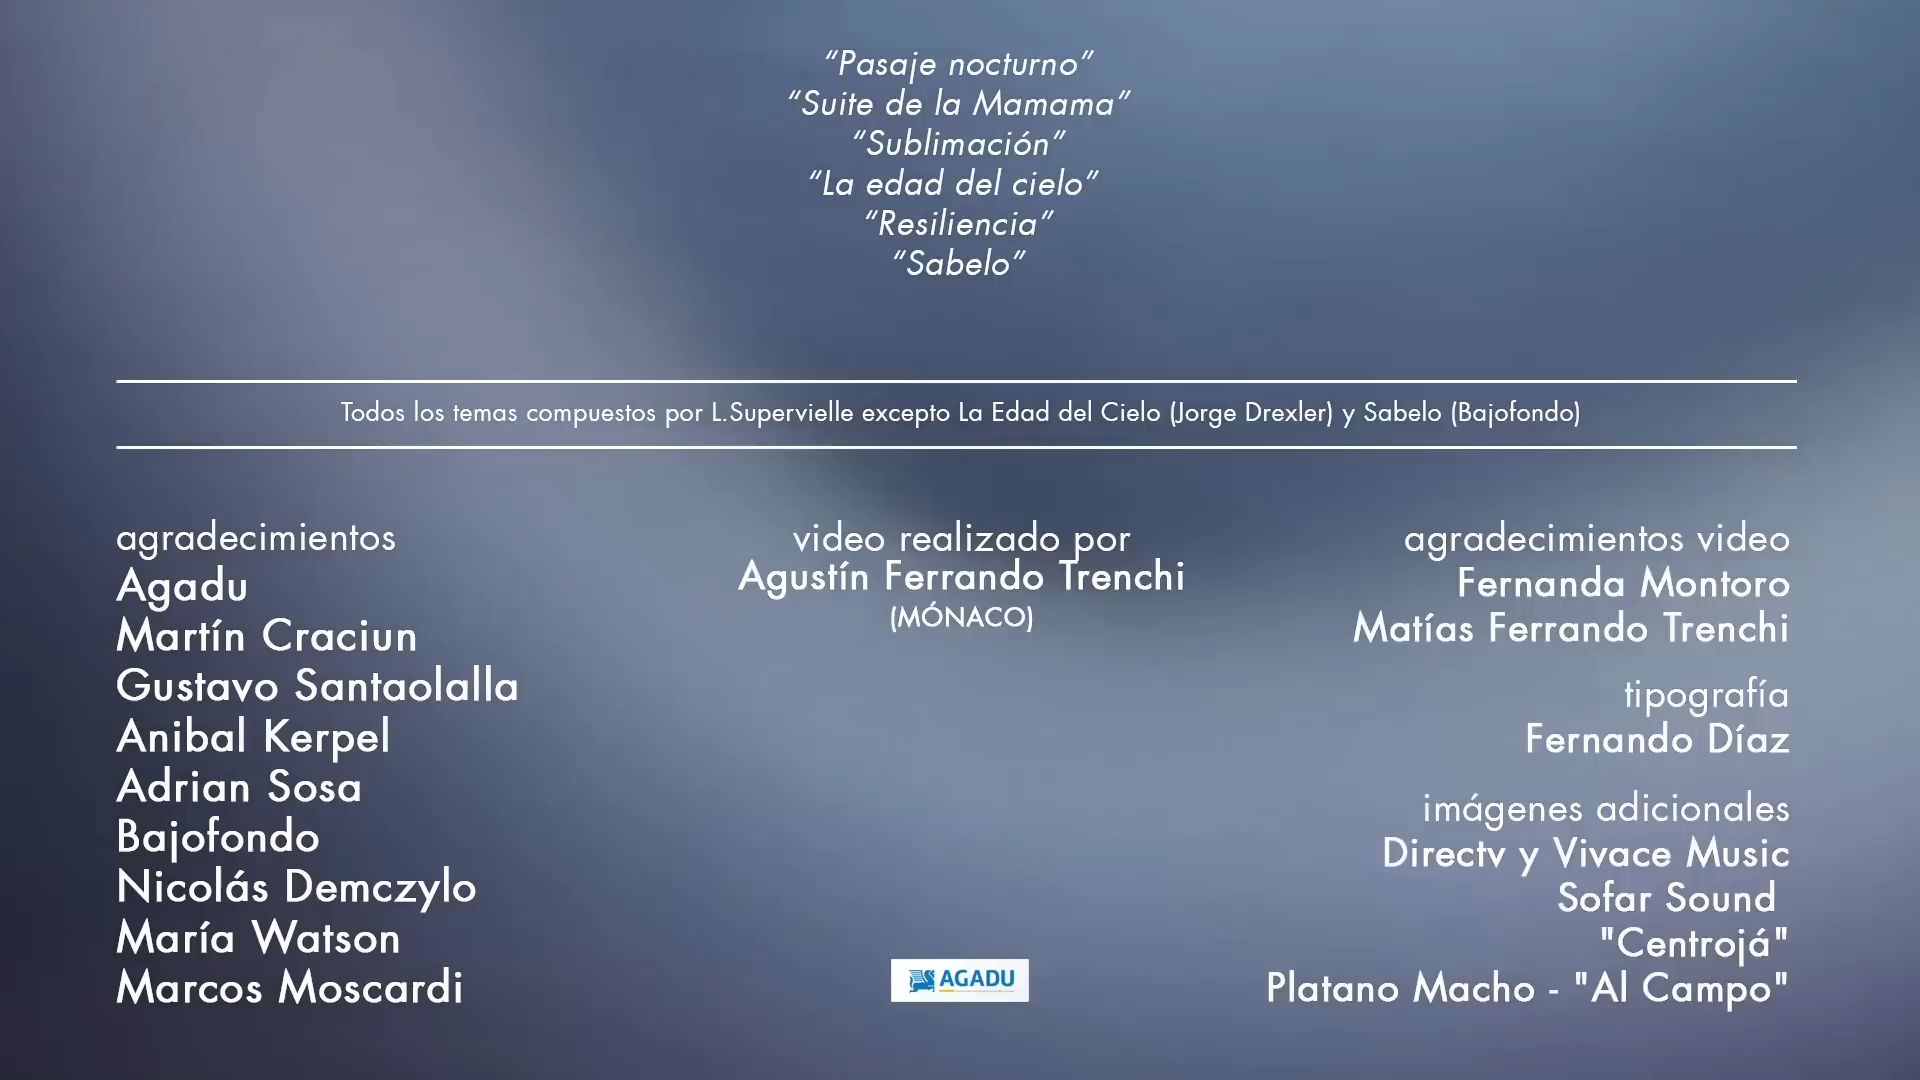 “Pasaje nocturno”
“Suite de la Mamama”
“Sublimación”
“La edad del cielo”
“Resiliencia”
“Sabelo”
Todos los temas compuestos por L.Supervielle excepto La Edad del Cielo (Jorge Drexler) y Sabelo (Bajofondo)
agradecimientos
Agadu
Martín Craciun
Gustavo Santaolalla
Anibal Kerpel
Adrian Sosa
Bajofondo
Nicolás Demczylo
María Watson
Marcos Moscardi
video realizado por
Agustín Ferrando Trenchi
(MÓNACO)
AGADU
agradecimientos video
Fernanda Montoro
Matías Ferrando Trenchi
tipografía
Fernando Díaz
imágenes adicionales
Directv y Vivace Music
Sofar Sound
"Centrojá"
Platano Macho - "Al Campo"